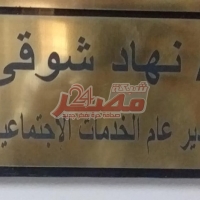 نهاد شوقي
مصر 24
مدير عام الخدمات الاجتماعية